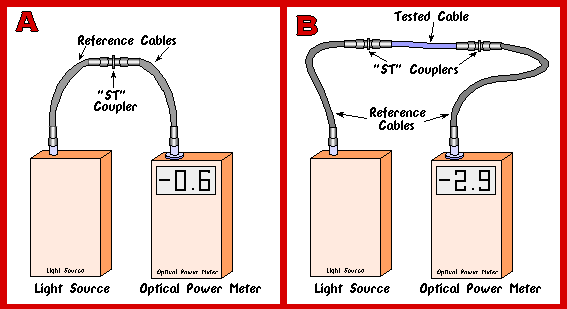 A
Reference Cables
"ST"
Coupler
-0.6
Light Source
Optical Power Meter
Light Source
Optical Power Meter
B
Tested Cable
"ST" Couplers
Reference
Cables
-2.9
Light Source
Optical Power Meter
Light Source
Optical Power Meter